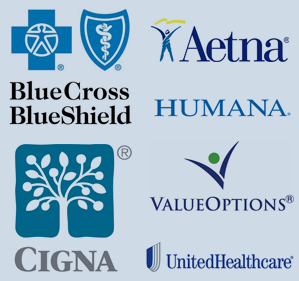 ® ®
BlueCross
BlueShield
Aetna®
HUMANA®
®
CIGNA
VALUEOPTIONS®
UnitedHealthcare®